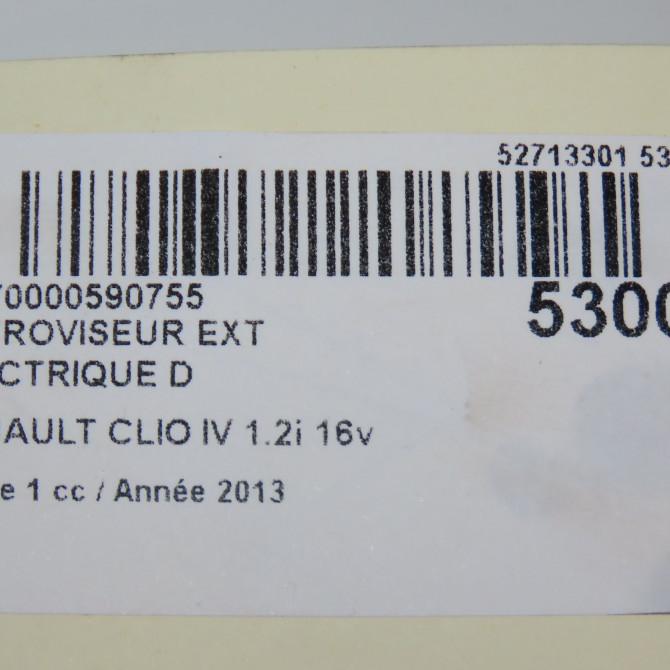 52713301 53
70000590755
5300
ROVISEUR EXT
CTRIQUE D
AULT CLIO IV 1.2i 16v
e 1 cc / Année 2013